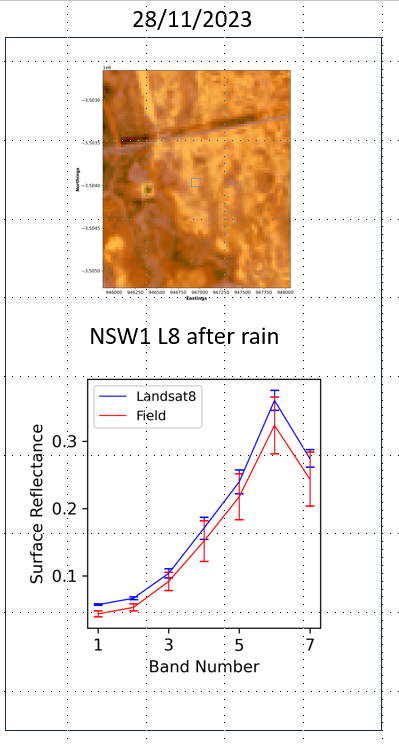 28/11/2023
1e6
−3.5030
−3.5035
−3.5040
−3.5045
−3.5050
Northings
946000 946250 946500 946750 947000 947250 947500 947750 948000
"Eastings"
NSW1 L8 after rain
Landsat8
Field
0.3
0.2
0.1
Surface Reflectance
1 3 5 7
Band Number